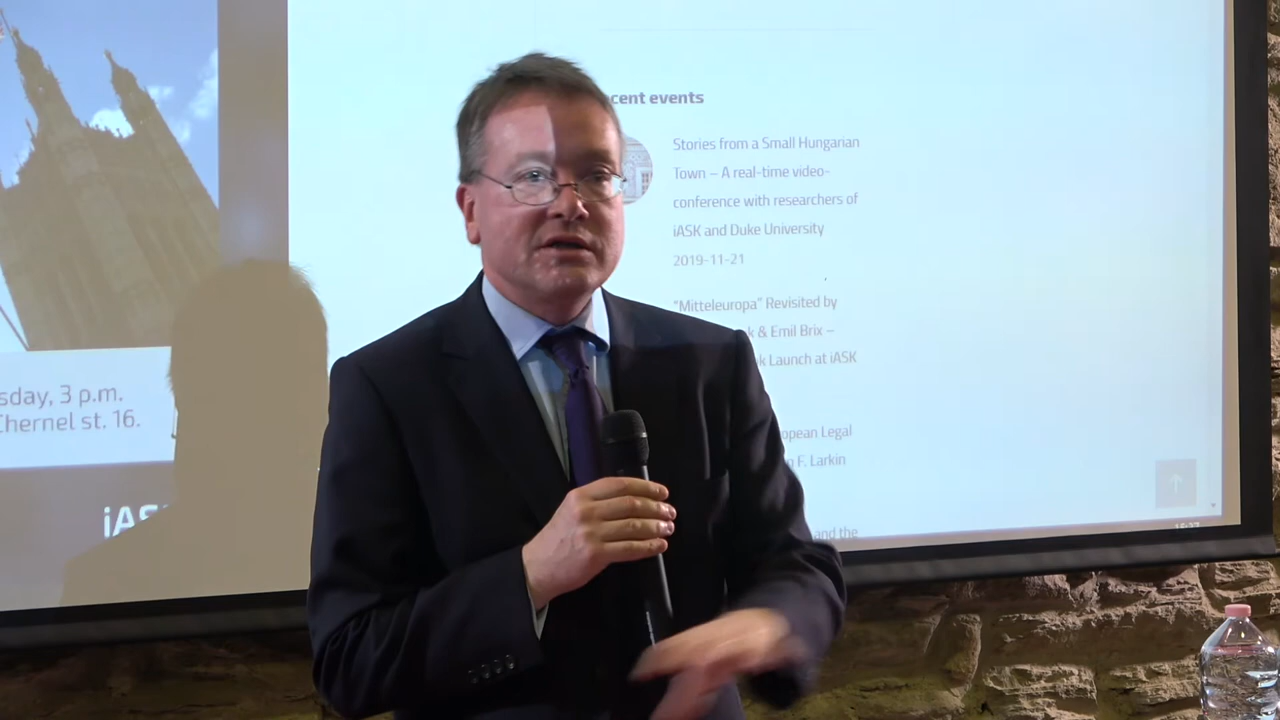 sday, 3 p.m.
Chernel st. 16.
cent events
Stories from a Small Hungarian
Town – A real-time video-
conference with researchers of
iASK and Duke University
2019-11-21
"Mitteleuropa" Revisited by
k & Emil Brix –
k Launch at iASK
opean Legal
F. Larkin
and the